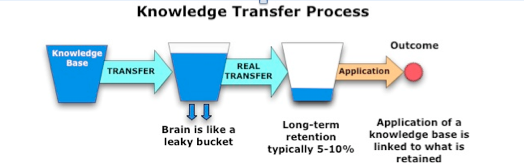 Knowledge Transfer Process
Knowledge
Base
TRANSFER
REAL
TRANSFER
Application
Outcome
Brain is like a
leaky bucket
Long-term
retention
typically 5-10%
Application of a
knowledge base is
linked to what is
retained